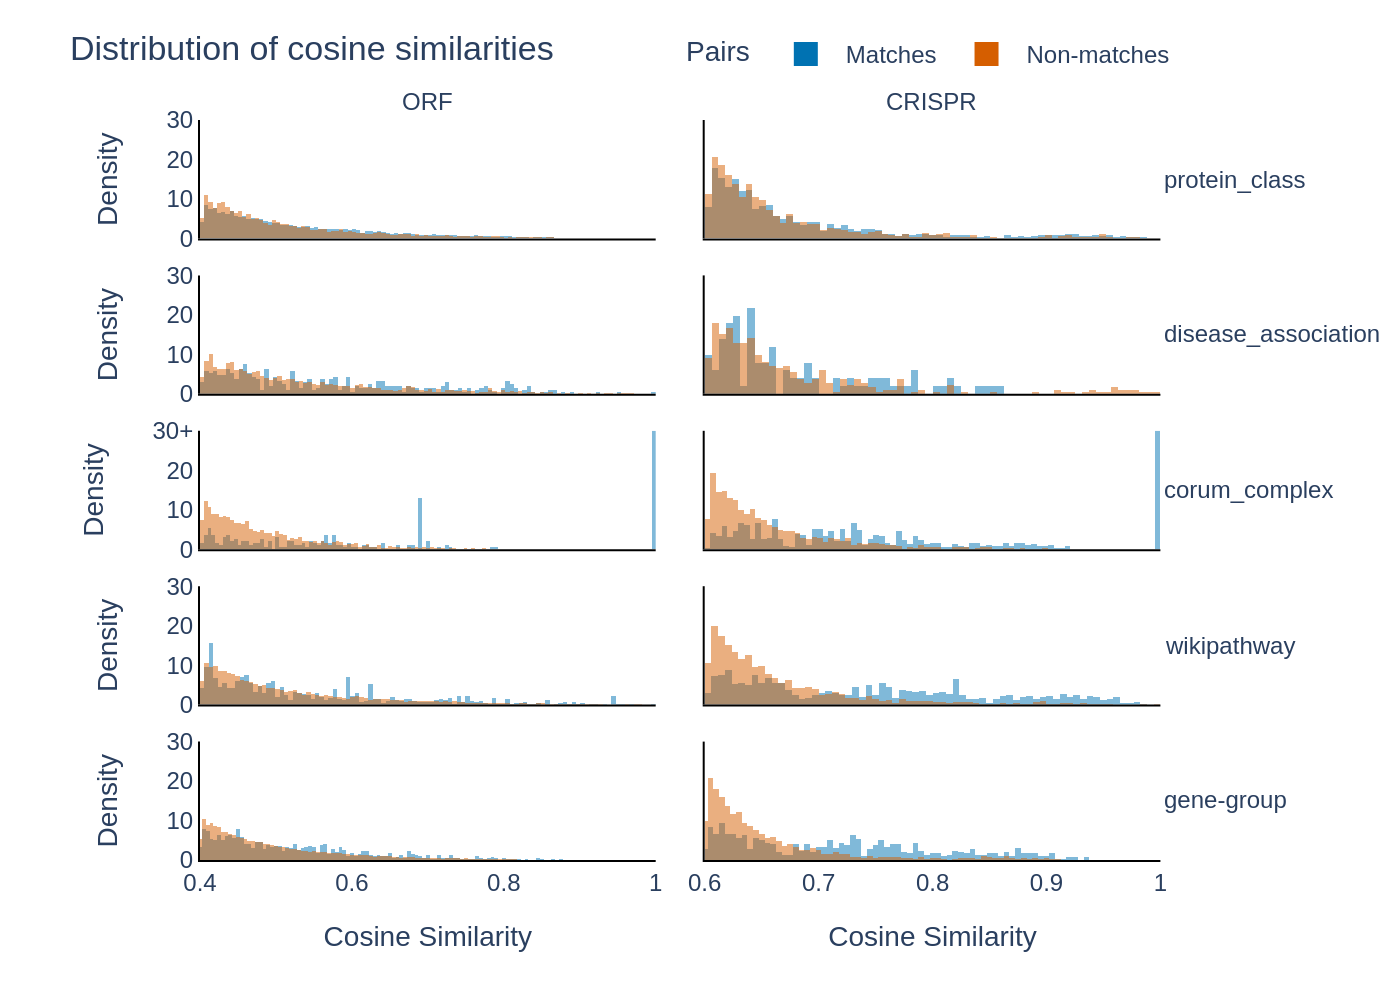 Distribution of cosine similarities
Pairs Matches Non-matches
ORF CRISPR
30
20
10
0
Density
protein_class
30
20
10
0
Density
disease_association
30+
20
10
0
Density
corum_complex
30
20
10
0
Density
wikipathway
30
20
10
0
Density
gene-group
0.4 0.6 0.8 1 0.6 0.7 0.8 0.9 1
Cosine Similarity Cosine Similarity